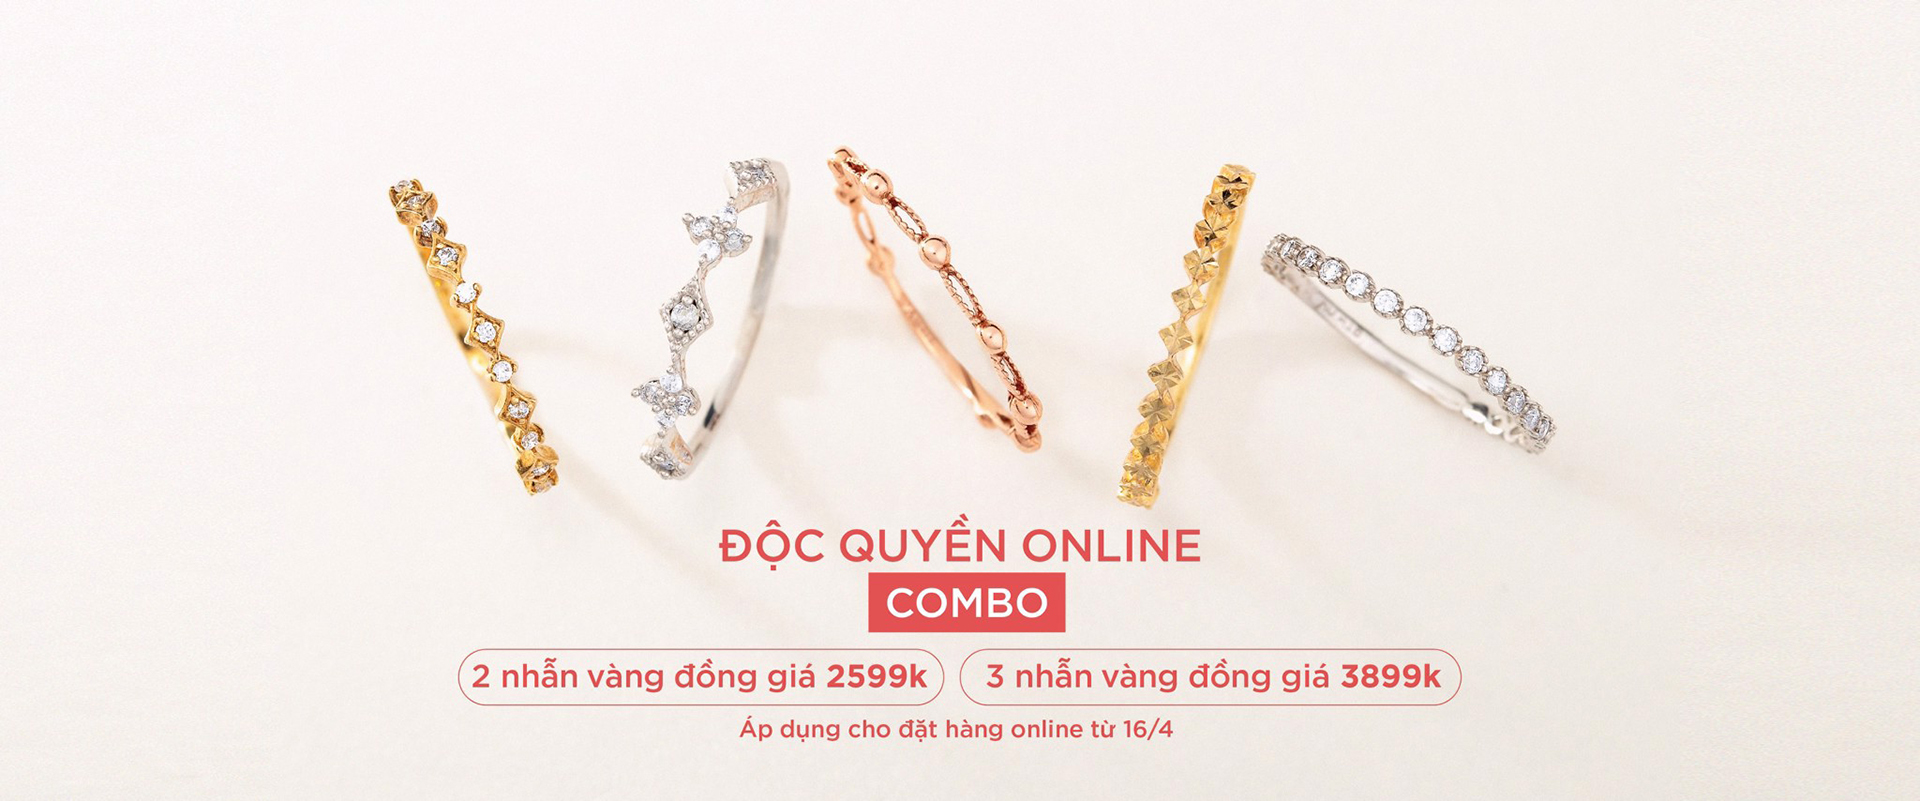 ĐỘC QUYỀN ONLINE
COMBO
2 nhẫn vàng đồng giá 2599k
3 nhẫn vàng đồng giá 3899k
Áp dụng cho đặt hàng online từ 16/4